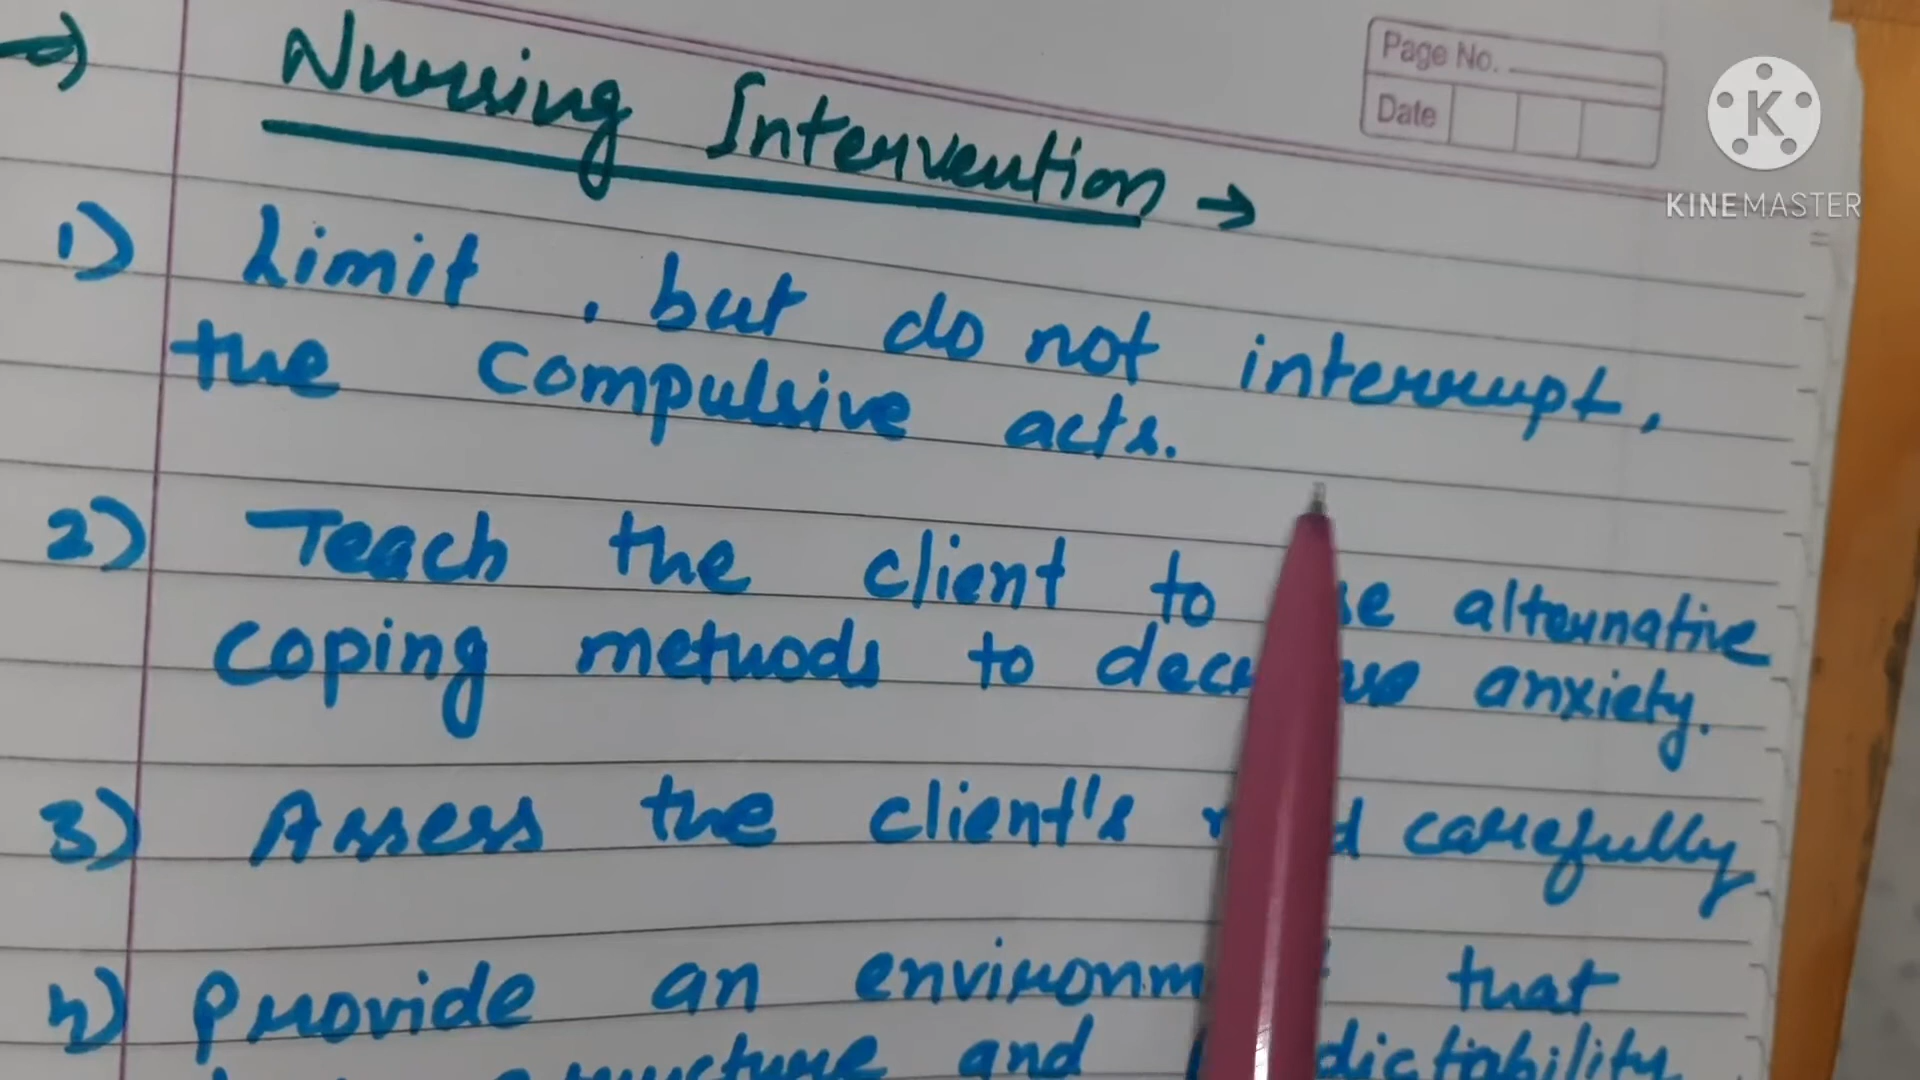 Nursing Intervention →
Page No.
Date
KINEMASTER
1) Limit, but do not interrupt,
the compulsive acts.
2) Teach the client to alternative
coping methods to anxiety.
3) Assess the client's carefully
4) Provide an that
structure and